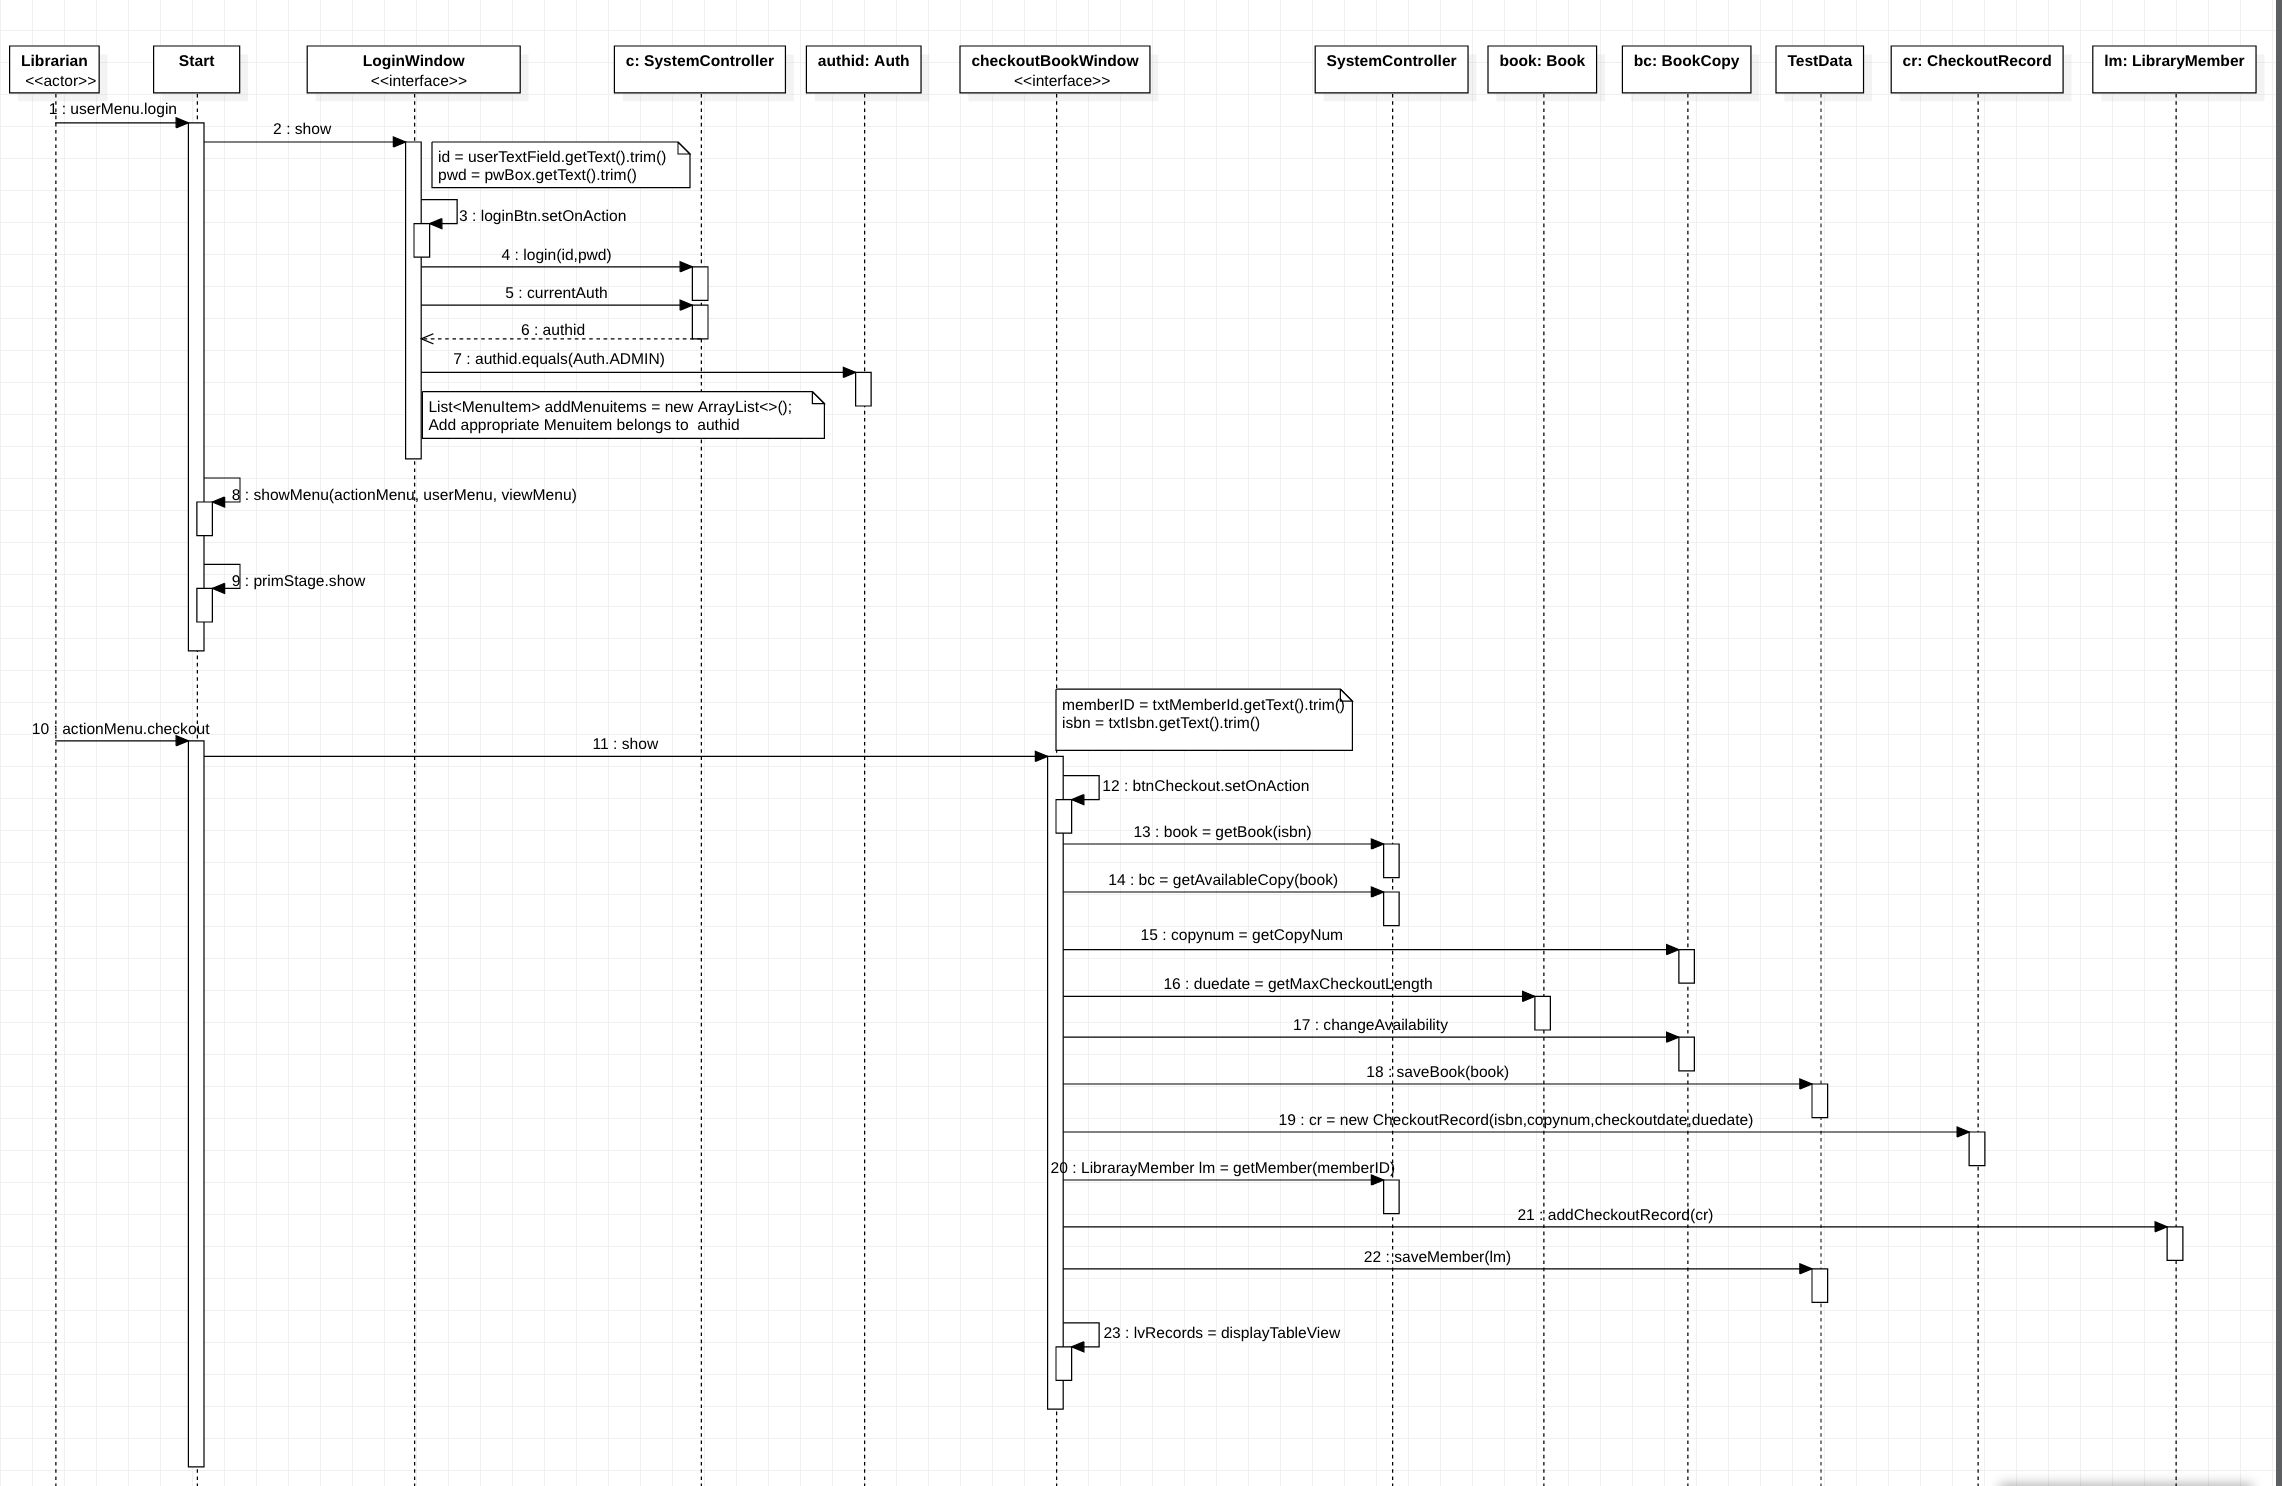 Librarian
<<actor>>
Start
LoginWindow
<<interface>>
c: SystemController
authid: Auth
checkoutBookWindow
<<interface>>
SystemController
book: Book
bc: BookCopy
TestData
cr: CheckoutRecord
lm: LibraryMember
1 : userMenu.login
2 : show
id = userTextField.getText().trim()
pwd = pwBox.getText().trim()
3 : loginBtn.setOnAction
4 : login(id,pwd)
5 : currentAuth
6 : authid
7 : authid.equals(Auth.ADMIN)
List<MenuItem> addMenuitems = new ArrayList<>();
Add appropriate Menuitem belongs to  authid
8 : showMenu(actionMenu, userMenu, viewMenu)
9 : primStage.show
memberID = txtMemberId.getText().trim()
isbn = txtIsbn.getText().trim()
10 : actionMenu.checkout
11 : show
12 : btnCheckout.setOnAction
13 : book = getBook(isbn)
14 : bc = getAvailableCopy(book)
15 : copynum = getCopyNum
16 : duedate = getMaxCheckoutLength
17 : changeAvailability
18 : saveBook(book)
19 : cr = new CheckoutRecord(isbn,copynum,checkoutdate,duedate)
20 : LibrarayMember lm = getMember(memberID)
21 : addCheckoutRecord(cr)
22 : saveMember(lm)
23 : lvRecords = displayTableView